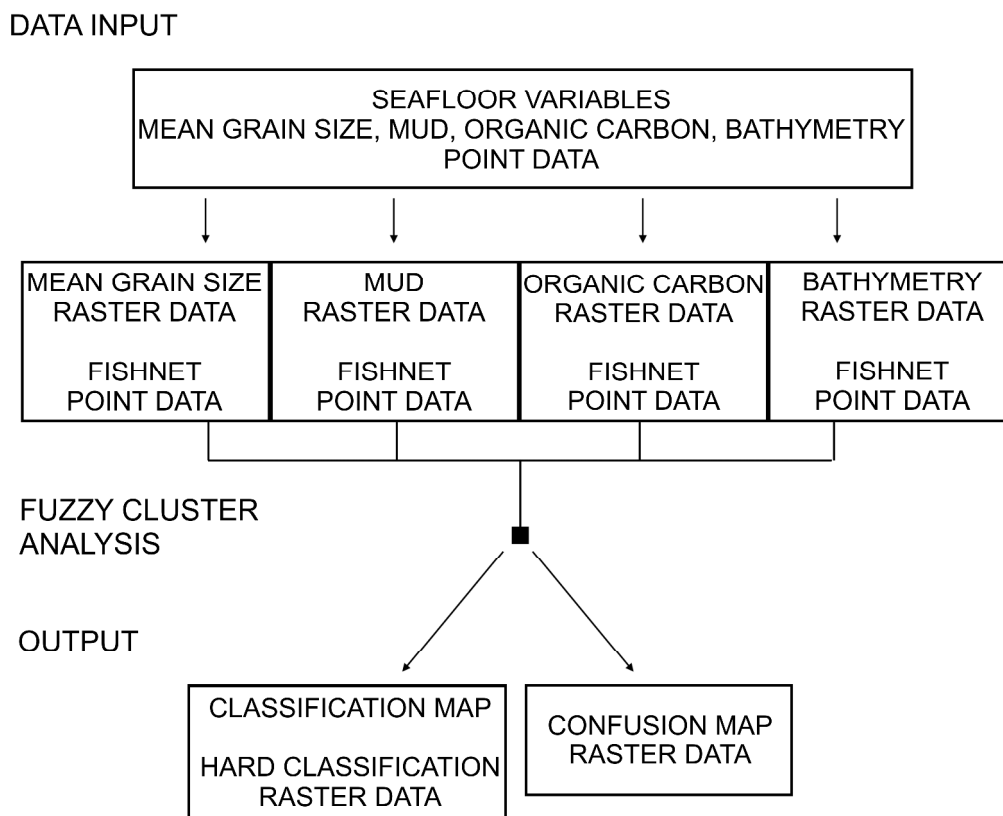 DATA INPUT
SEAFLOOR VARIABLES
MEAN GRAIN SIZE, MUD, ORGANIC CARBON, BATHYMETRY
POINT DATA
MEAN GRAIN SIZE
RASTER DATA
FISHNET
POINT DATA
MUD
RASTER DATA
FISHNET
POINT DATA
ORGANIC CARBON
RASTER DATA
FISHNET
POINT DATA
BATHYMETRY
RASTER DATA
FISHNET
POINT DATA
FUZZY CLUSTER
ANALYSIS
OUTPUT
CLASSIFICATION MAP
HARD CLASSIFICATION
RASTER DATA
CONFUSION MAP
RASTER DATA